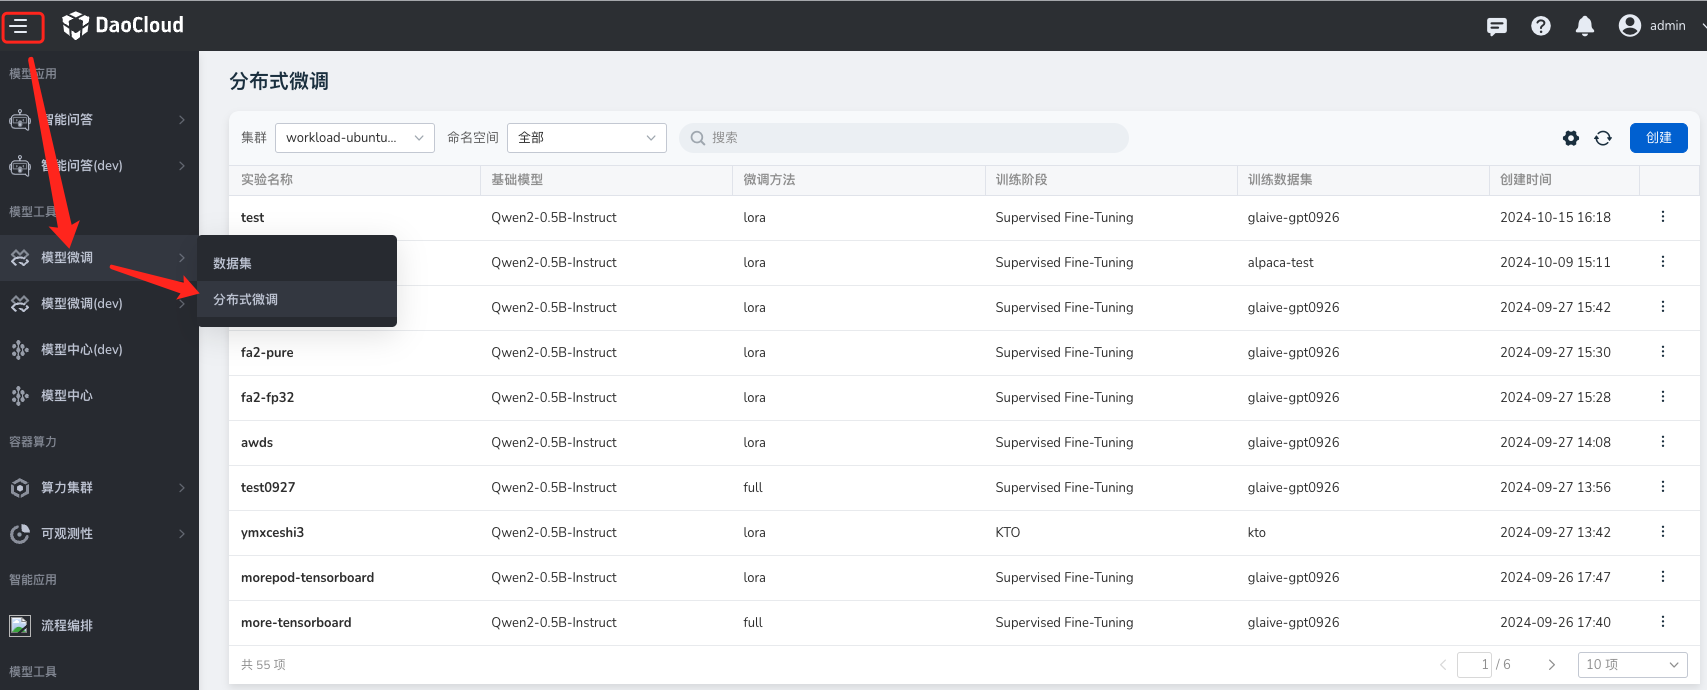 DaoCloud
admin
模型应用
智能问答
智能问答(dev)
模型工具
模型微调
模型微调(dev)
模型中心(dev)
模型中心
容器算力
算力集群
可观测性
智能应用
流程编排
模型工具
数据集
分布式微调
分布式微调
集群 workload-ubuntu... 命名空间 全部 搜索 创建
实验名称 基础模型 微调方法 训练阶段 训练数据集 创建时间
test Qwen2-0.5B-Instruct lora Supervised Fine-Tuning glaive-gpt0926 2024-10-15 16:18
Qwen2-0.5B-Instruct lora Supervised Fine-Tuning alpaca-test 2024-10-09 15:11
Qwen2-0.5B-Instruct lora Supervised Fine-Tuning glaive-gpt0926 2024-09-27 15:42
fa2-pure Qwen2-0.5B-Instruct lora Supervised Fine-Tuning glaive-gpt0926 2024-09-27 15:30
fa2-fp32 Qwen2-0.5B-Instruct lora Supervised Fine-Tuning glaive-gpt0926 2024-09-27 15:28
awds Qwen2-0.5B-Instruct lora Supervised Fine-Tuning glaive-gpt0926 2024-09-27 14:08
test0927 Qwen2-0.5B-Instruct full Supervised Fine-Tuning glaive-gpt0926 2024-09-27 13:56
ymxceshi3 Qwen2-0.5B-Instruct lora KTO kto 2024-09-27 13:42
morepod-tensorboard Qwen2-0.5B-Instruct lora Supervised Fine-Tuning glaive-gpt0926 2024-09-26 17:47
more-tensorboard Qwen2-0.5B-Instruct full Supervised Fine-Tuning glaive-gpt0926 2024-09-26 17:40
共 55 项 1 / 6 10 项